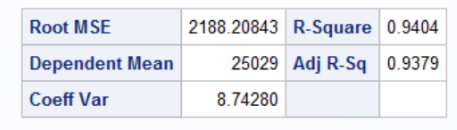 Root MSE 2188.20843 R-Square 0.9404
Dependent Mean 25029 Adj R-Sq 0.9379
Coeff Var 8.74280